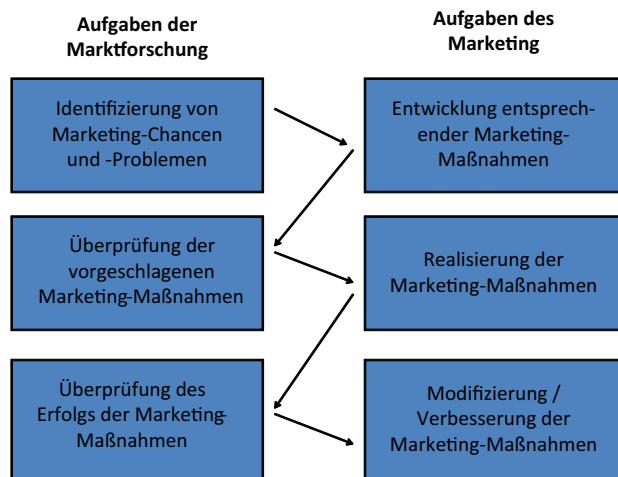 Aufgaben der
Marktforschung
Aufgaben des
Marketing
Identifizierung von
Marketing-Chancen
und -Problemen
Entwicklung entsprech-
ender Marketing-
Maßnahmen
Überprüfung der
vorgeschlagenen
Marketing-Maßnahmen
Realisierung der
Marketing-Maßnahmen
Überprüfung des
Erfolgs der Marketing-
Maßnahmen
Modifizierung /
Verbesserung der
Marketing-Maßnahmen